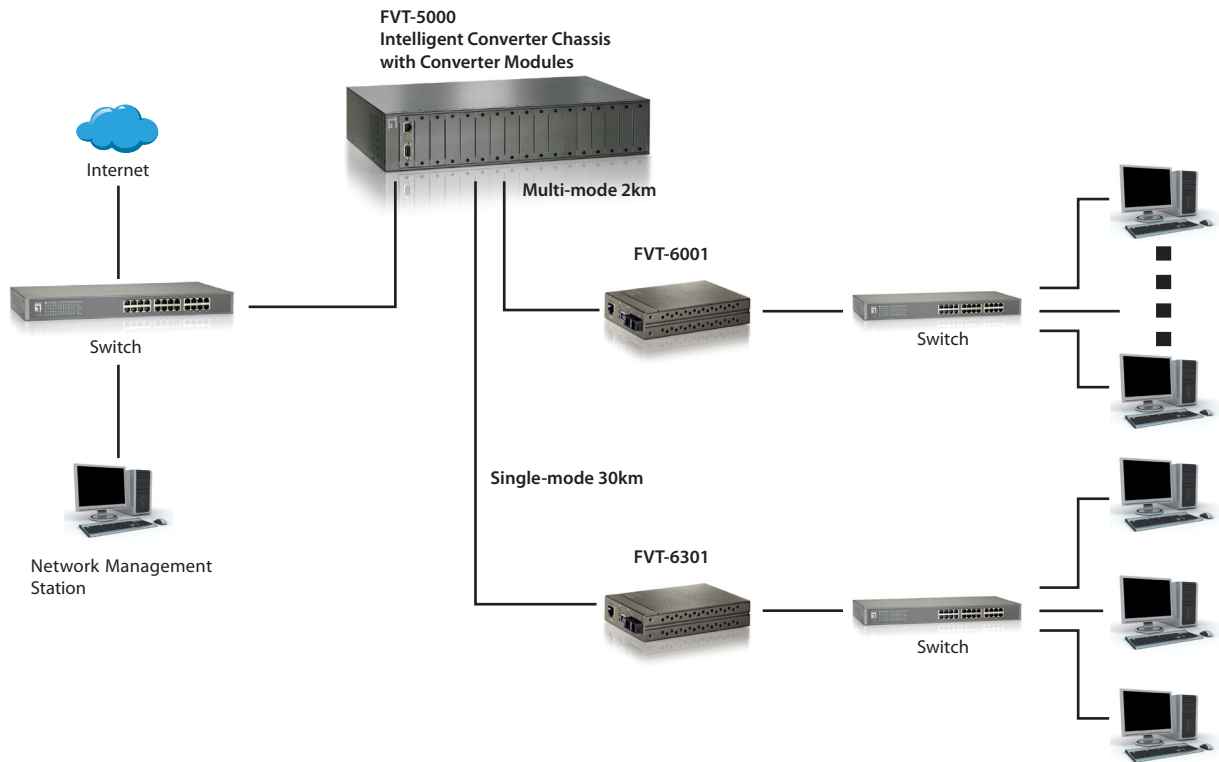 FVT-5000
Intelligent Converter Chassis
with Converter Modules
Internet
Multi-mode 2km
FVT-6001
Switch
Switch
Single-mode 30km
Network Management
Station
FVT-6301
Switch